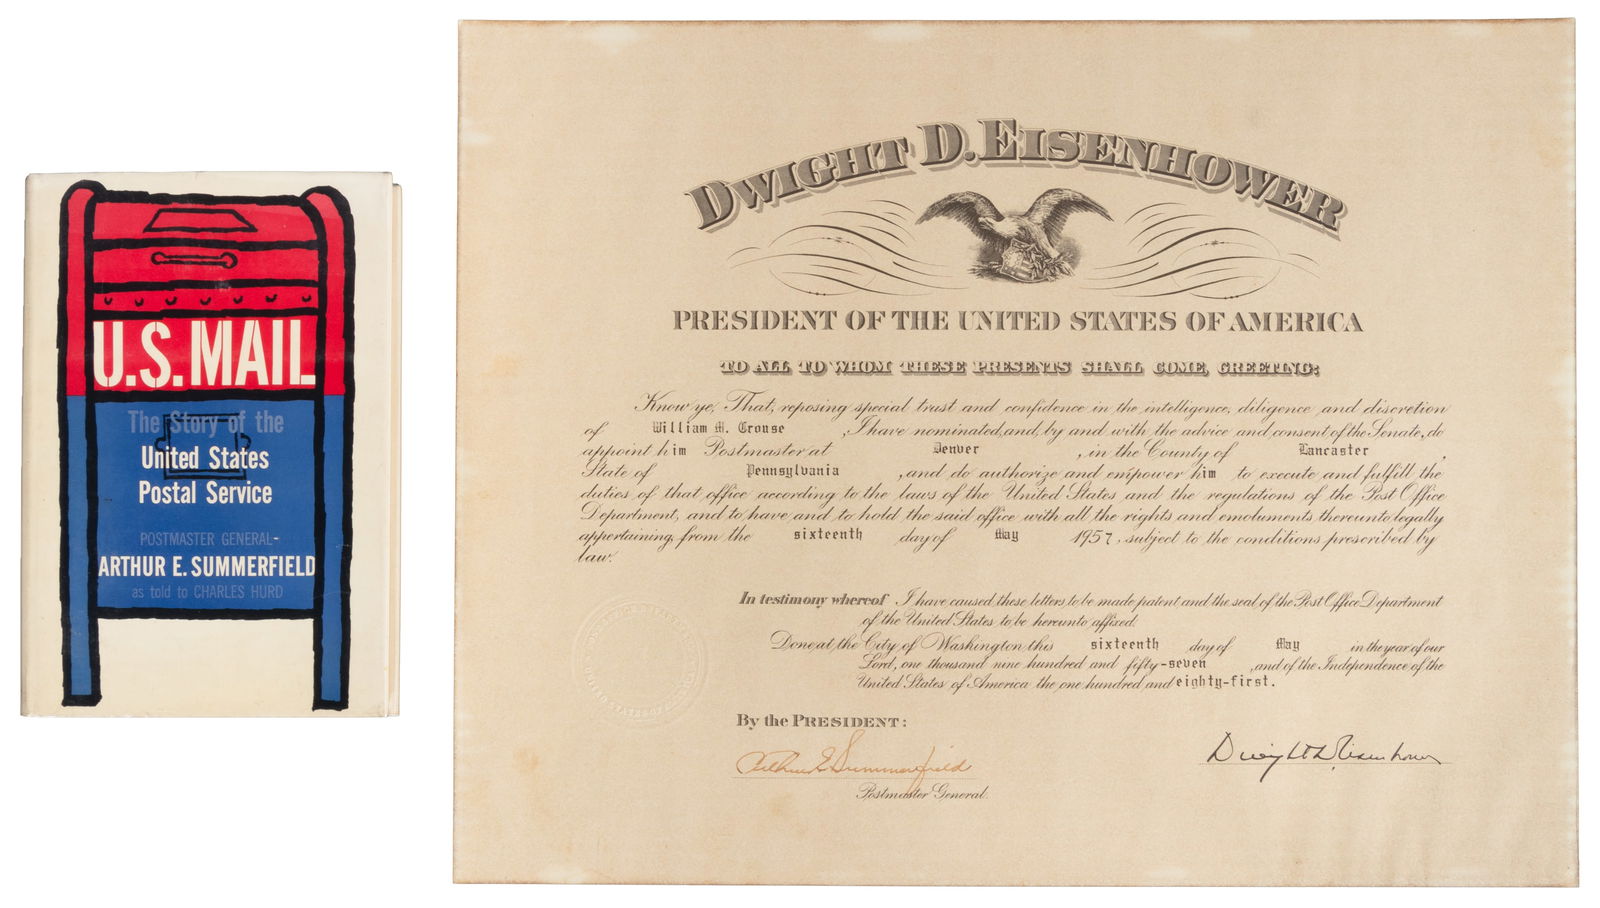 U.S. MAIL
The Story of the
United States
Postal Service
POSTMASTER GENERAL-
ARTHUR E. SUMMERFIELD
as told to CHARLES HURD
DWIGHT D. EISENHOWER
PRESIDENT OF THE UNITED STATES OF AMERICA
TO ALL TO WHOM THESE PRESENTS SHALL COME, GREETING:
Know ye, That, reposing special trust and confidence in the intelligence, diligence and discretion
of William M. Crouse , I have nominated, and, by and with the advice and consent of the Senate, do
appoint him Postmaster at Denver , in the County of Lancaster ,
State of Pennsylvania , and do authorize and empower him to execute and fulfill the
duties of that office according to the laws of the United States and the regulations of the Post Office
Department, and to have and to hold the said office with all the rights and emoluments thereunto legally
appertaining, from the sixteenth day of May 1957, subject to the conditions prescribed by
law.
In testimony whereof I have caused these letters to be made patent and the seal of the Post Office Department
of the United States to be hereunto affixed.
Done at the City of Washington this sixteenth day of May in the year of our
Lord, one thousand nine hundred and fifty-seven , and of the Independence of the
United States of America the one hundred and eighty-first.
By the PRESIDENT:
Arthur E. Summerfield
Dwight D. Eisenhower
Postmaster General.